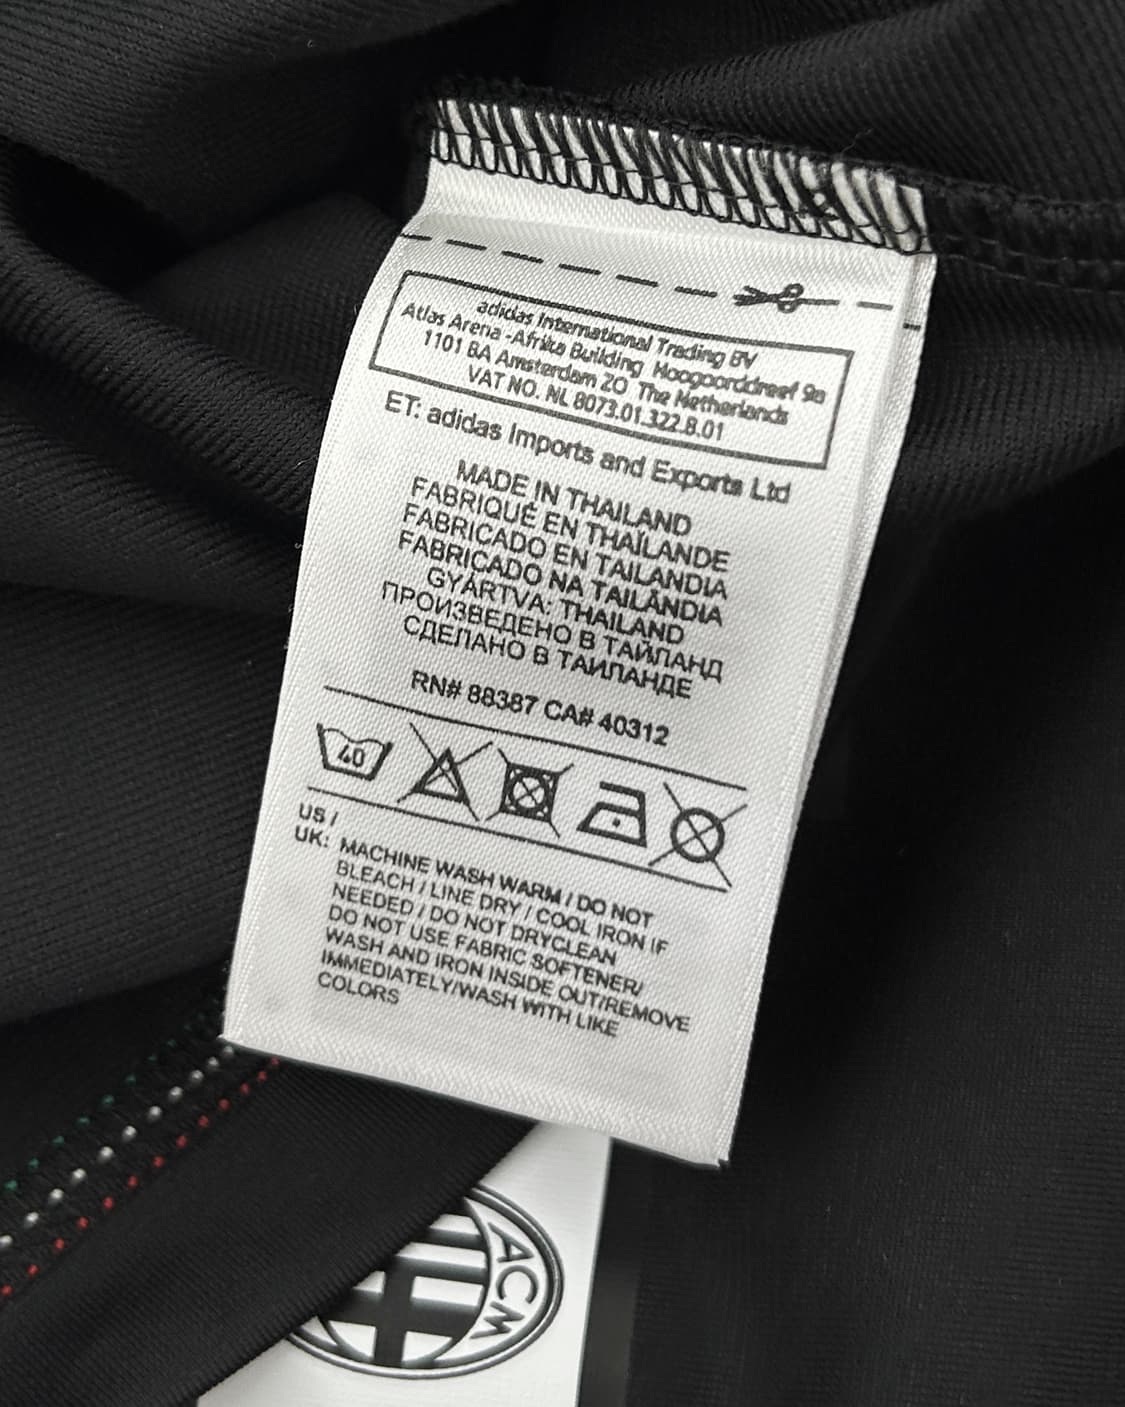 adidas International Trading BV
Atlas Arena -Afrika Building Hoogoorddreef 9a
1101 BA Amsterdam ZO The Netherlands
VAT NO. NL 8073.01.322.B.01
ET: adidas Imports and Exports Ltd
MADE IN THAILAND
FABRIQUÉ EN THAÏLANDE
FABRICADO EN TAILANDIA
FABRICADO NA TAILÂNDIA
GYÁRTVA: THAILAND
ПРОИЗВЕДЕНО В ТАЙЛАНД
СДЕЛАНО В ТАИЛАНДЕ
RN# 88387 CA# 40312
40
US /
UK: MACHINE WASH WARM / DO NOT
BLEACH / LINE DRY / COOL IRON IF
NEEDED / DO NOT DRYCLEAN
DO NOT USE FABRIC SOFTENER/
WASH AND IRON INSIDE OUT/REMOVE
IMMEDIATELY/WASH WITH LIKE
COLORS
ACM